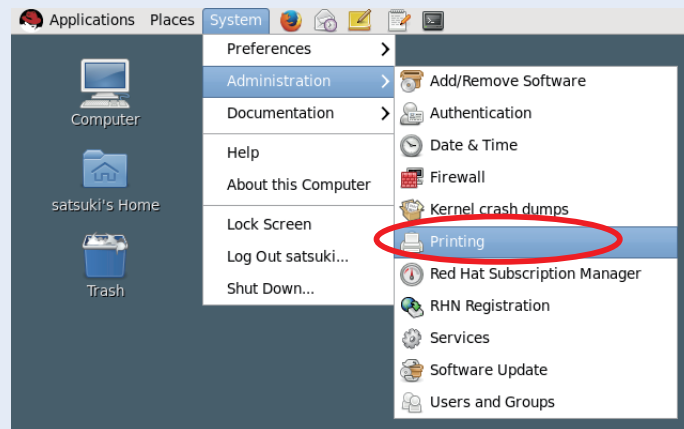 Applications Places System
Preferences
Administration
Documentation
Help
About this Computer
Lock Screen
Log Out satsuki...
Shut Down...
Add/Remove Software
Authentication
Date & Time
Firewall
Kernel crash dumps
Printing
Red Hat Subscription Manager
RHN Registration
Services
Software Update
Users and Groups
Computer
satsuki's Home
Trash